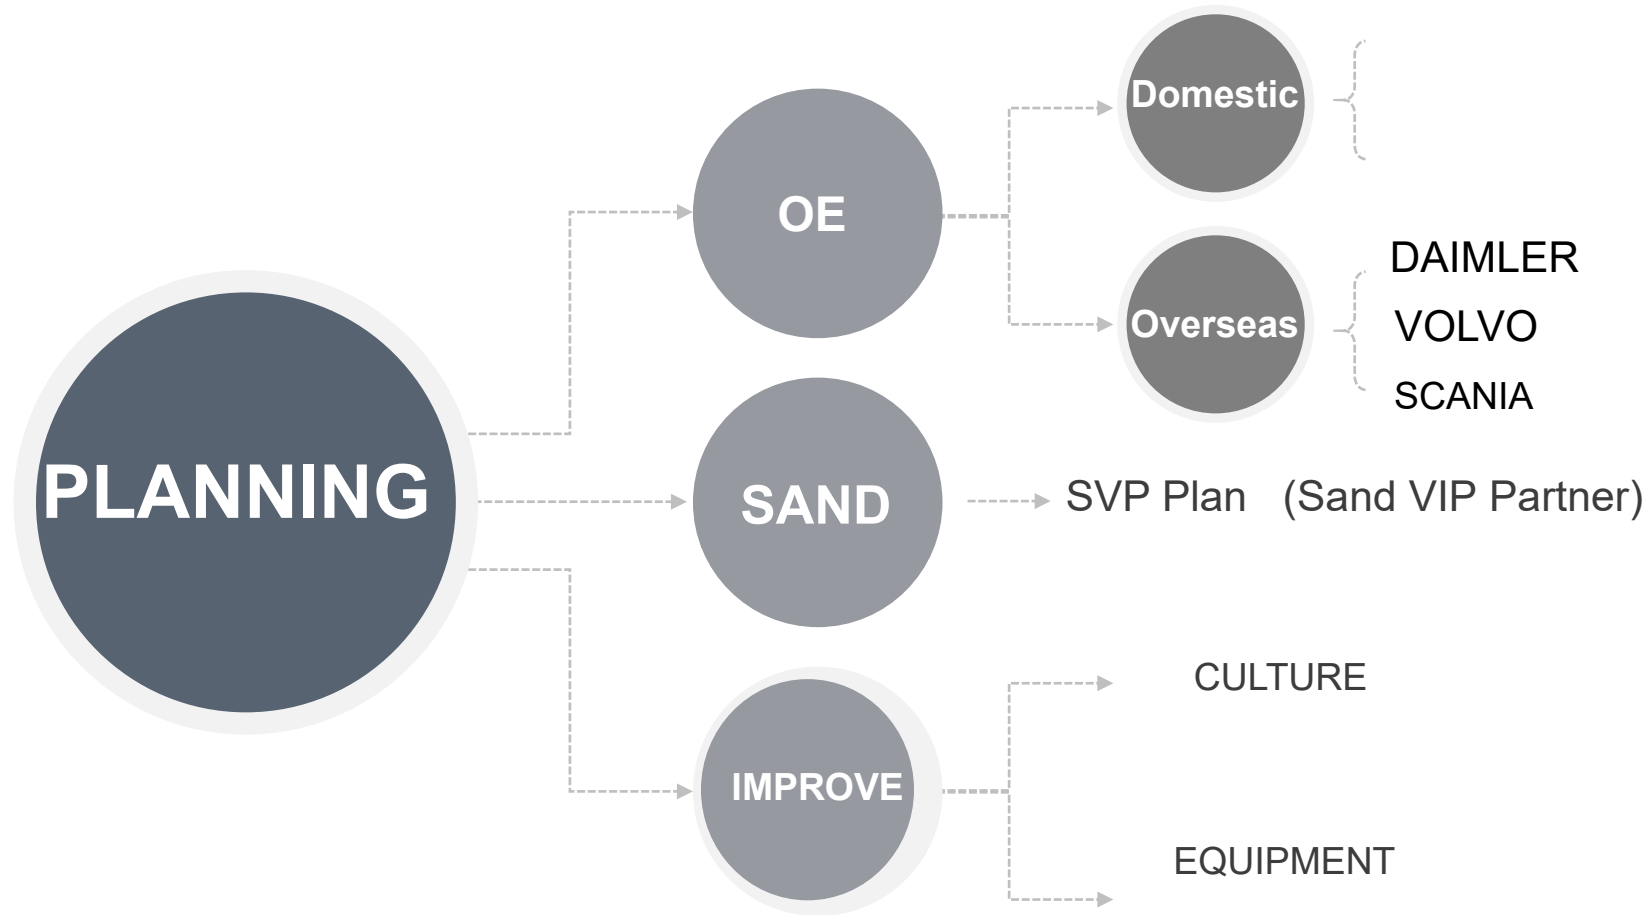 PLANNING
OE
Domestic
Overseas
DAIMLER
VOLVO
SCANIA
SAND
SVP Plan (Sand VIP Partner)
IMPROVE
CULTURE
EQUIPMENT